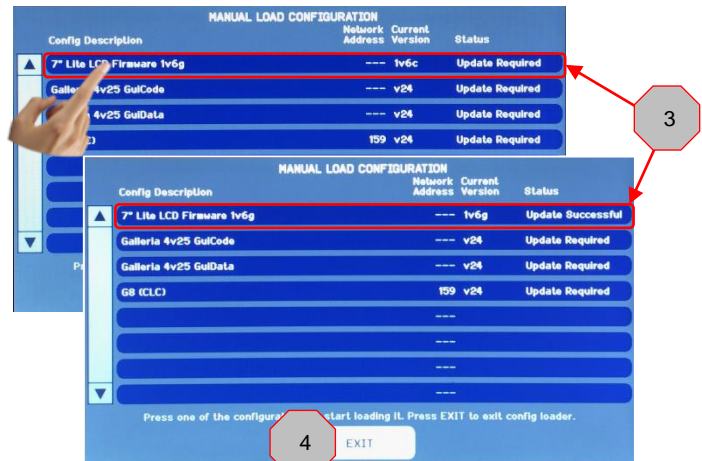 MANUAL LOAD CONFIGURATION
Config Description Network Address Current Version Status
7" Lite LCD Firmware 1v6g --- 1v6c Update Required
4v25 GuiCode --- v24 Update Required
4v25 GuiData --- v24 Update Required
159 v24 Update Required
3
MANUAL LOAD CONFIGURATION
Config Description Network Address Current Version Status
7" Lite LCD Firmware 1v6g --- 1v6g Update Successful
Galleria 4v25 GuiCode --- v24 Update Required
Galleria 4v25 GuiData --- v24 Update Required
G8 (CLC) 159 v24 Update Required
---
---
---
---
Press one of the start loading it. Press EXIT to exit config loader.
4
EXIT